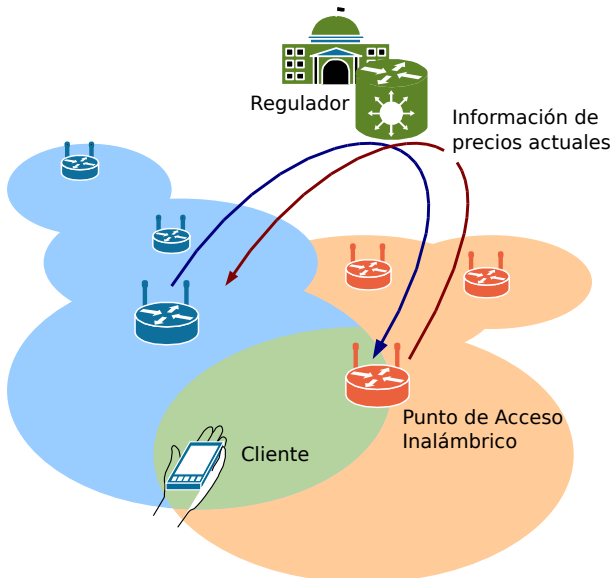 Regulador
Información de
precios actuales
Punto de Acceso
Inalámbrico
Cliente